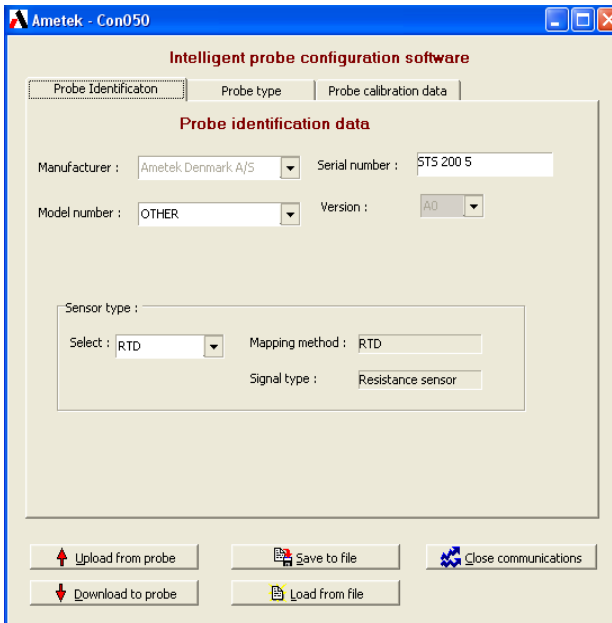 Ametek - Con050
Intelligent probe configuration software
Probe Identificaton Probe type Probe calibration data
Probe identification data
Manufacturer : Ametek Denmark A/S Serial number : STS 200 5
Model number : OTHER Version : A0
Sensor type :
Select : RTD Mapping method : RTD
Signal type : Resistance sensor
Upload from probe Save to file Close communications
Download to probe Load from file